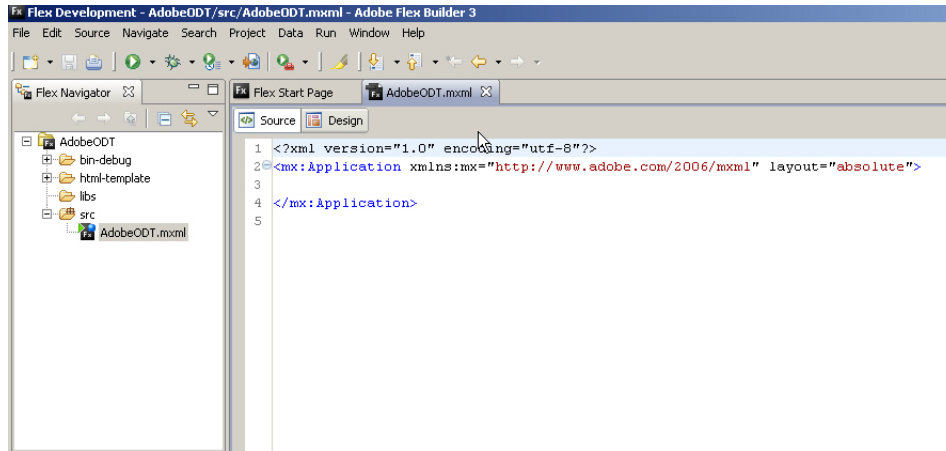 Fx Flex Development - AdobeODT/src/AdobeODT.mxml - Adobe Flex Builder 3
File Edit Source Navigate Search Project Data Run Window Help
Flex Navigator
Fx Flex Start Page
Fx AdobeODT.mxml
Source Design
AdobeODT
bin-debug
html-template
libs
src
AdobeODT.mxml
1 <?xml version="1.0" encoding="utf-8"?>
2 <mx:Application xmlns:mx="http://www.adobe.com/2006/mxml" layout="absolute">
3
4 </mx:Application>
5